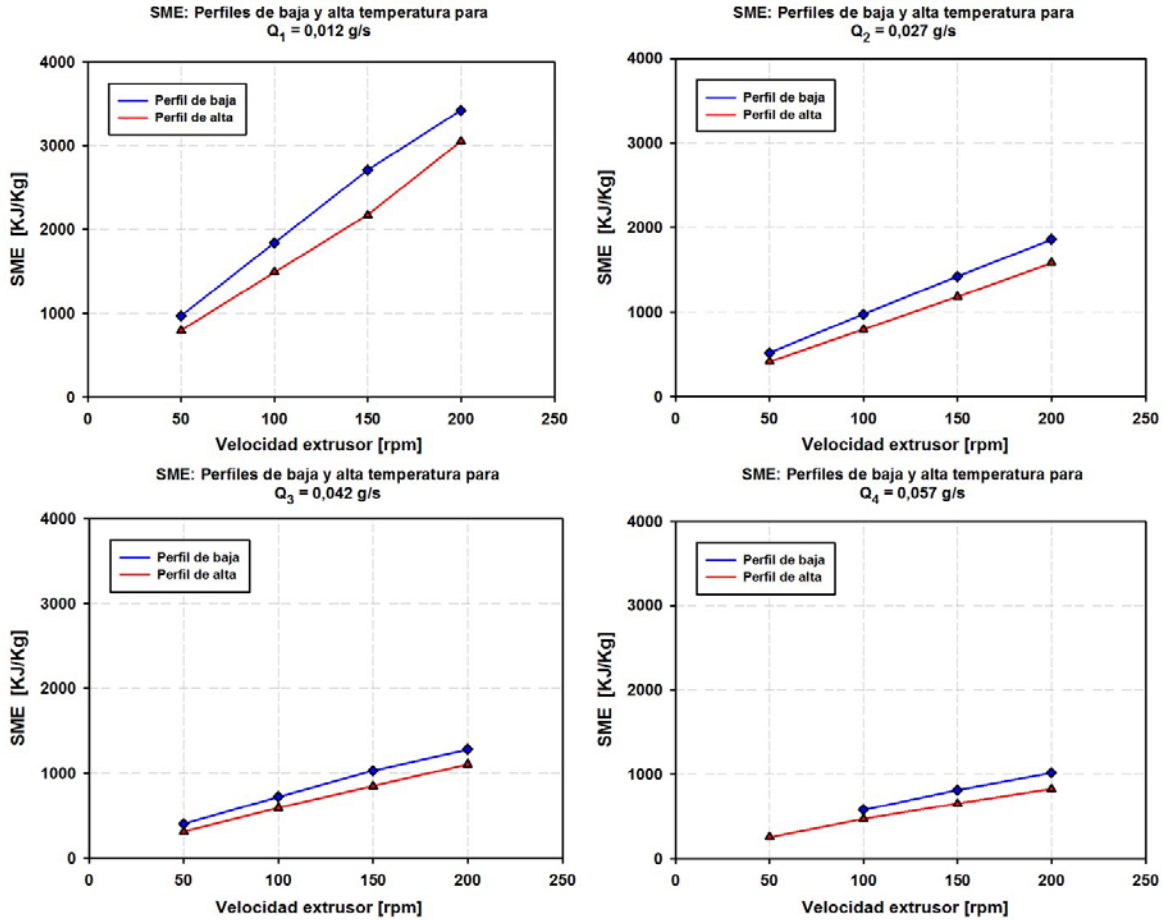 SME: Perfiles de baja y alta temperatura para
Q1 = 0,012 g/s
4000
3000
2000
1000
0
SME [KJ/Kg]
Perfil de baja
Perfil de alta
0 50 100 150 200 250
Velocidad extrusor [rpm]
SME: Perfiles de baja y alta temperatura para
Q2 = 0,027 g/s
4000
3000
2000
1000
0
SME [KJ/Kg]
Perfil de baja
Perfil de alta
0 50 100 150 200 250
Velocidad extrusor [rpm]
SME: Perfiles de baja y alta temperatura para
Q3 = 0,042 g/s
4000
3000
2000
1000
0
SME [KJ/Kg]
Perfil de baja
Perfil de alta
0 50 100 150 200 250
Velocidad extrusor [rpm]
SME: Perfiles de baja y alta temperatura para
Q4 = 0,057 g/s
4000
3000
2000
1000
0
SME [KJ/Kg]
Perfil de baja
Perfil de alta
0 50 100 150 200 250
Velocidad extrusor [rpm]